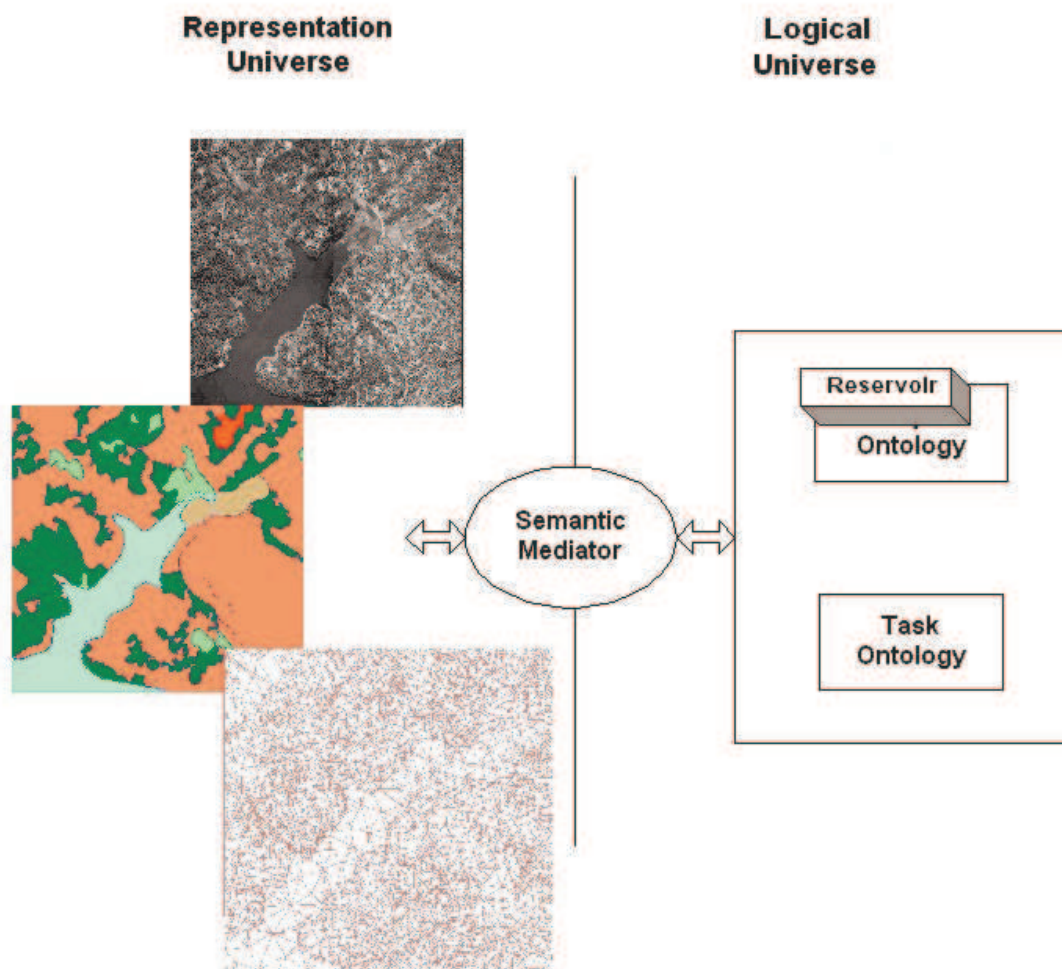 Representation
Universe
Logical
Universe
Reservoir
Ontology
Semantic
Mediator
Task
Ontology